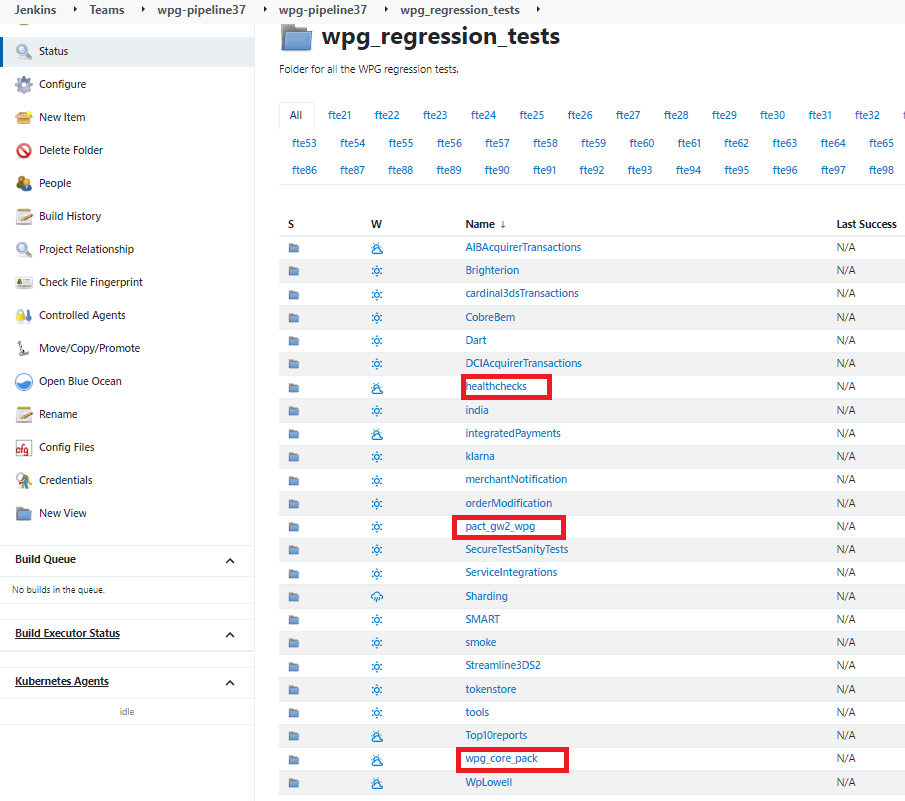 Jenkins Teams wpg-pipeline37 wpg-pipeline37 wpg_regression_tests
Status
Configure
New Item
Delete Folder
People
Build History
Project Relationship
Check File Fingerprint
Controlled Agents
Move/Copy/Promote
Open Blue Ocean
Rename
cfg
Config Files
Credentials
New View
Build Queue
No builds in the queue.
Build Executor Status
Kubernetes Agents
idle
wpg_regression_tests
Folder for all the WPG regression tests.
All fte21 fte22 fte23 fte24 fte25 fte26 fte27 fte28 fte29 fte30 fte31 fte32
fte53 fte54 fte55 fte56 fte57 fte58 fte59 fte60 fte61 fte62 fte63 fte64 fte65
fte86 fte87 fte88 fte89 fte90 fte91 fte92 fte93 fte94 fte95 fte96 fte97 fte98
S W Name ↓ Last Success
AIBAcquirerTransactions N/A
Brighterion N/A
cardinal3dsTransactions N/A
CobreBem N/A
Dart N/A
DCIAcquirerTransactions N/A
healthchecks N/A
india N/A
integratedPayments N/A
klarna N/A
merchantNotification N/A
orderModification N/A
pact_gw2_wpg N/A
SecureTestSanityTests N/A
ServiceIntegrations N/A
Sharding N/A
SMART N/A
smoke N/A
Streamline3DS2 N/A
tokenstore N/A
tools N/A
Top10reports N/A
wpg_core_pack N/A
WpLowell N/A